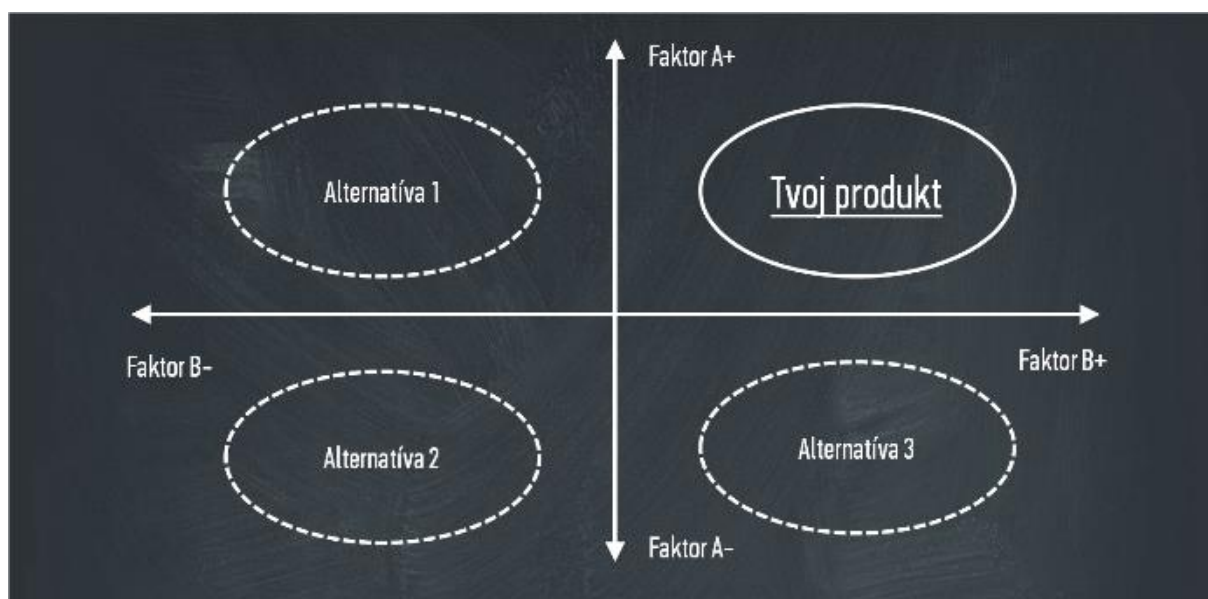 Faktor A+
Alternatíva 1
Tvoj produkt
Faktor B–
Faktor B+
Alternatíva 2
Alternatíva 3
Faktor A–